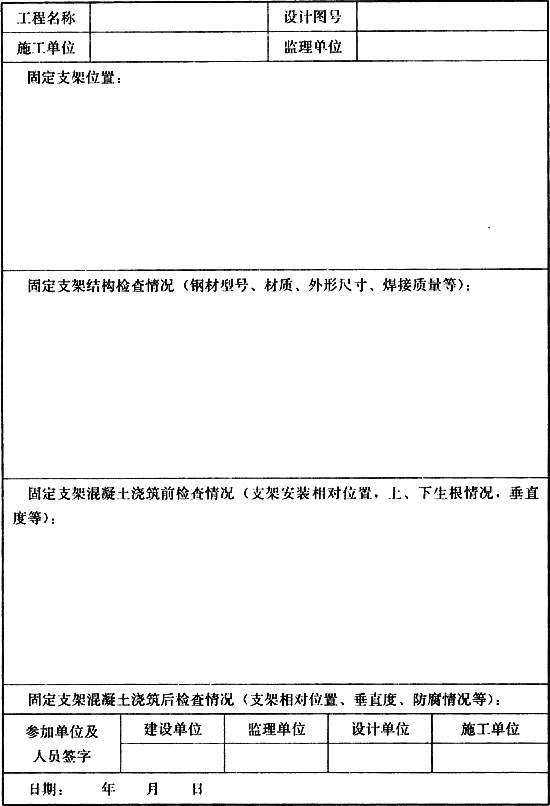 工程名称 设计图号
施工单位 监理单位
固定支架位置：
固定支架结构检查情况（钢材型号、材质、外形尺寸、焊接质量等）：
固定支架混凝土浇筑前检查情况（支架安装相对位置，上、下生根情况，垂直
度等）：
固定支架混凝土浇筑后检查情况（支架相对位置、垂直度、防腐情况等）：
参加单位及
人员签字
建设单位 监理单位 设计单位 施工单位
日期： 年 月 日